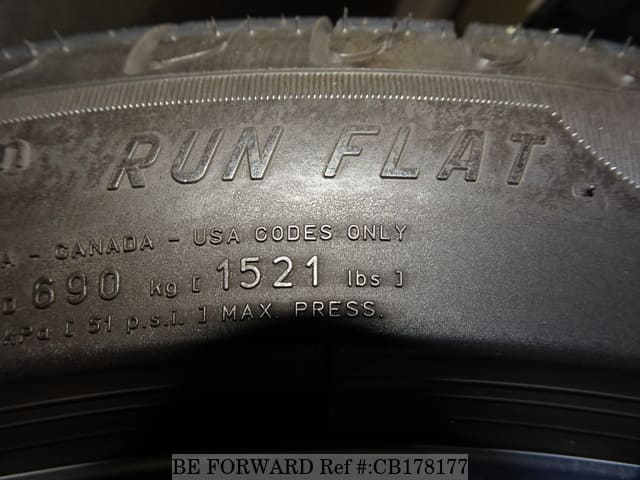 RUN FLAT
A - CANADA - USA CODES ONLY
D 690 kg [ 1521 lbs ]
kPa [ 51 p.s.i. ] MAX. PRESS.
BE FORWARD Ref #:CB178177